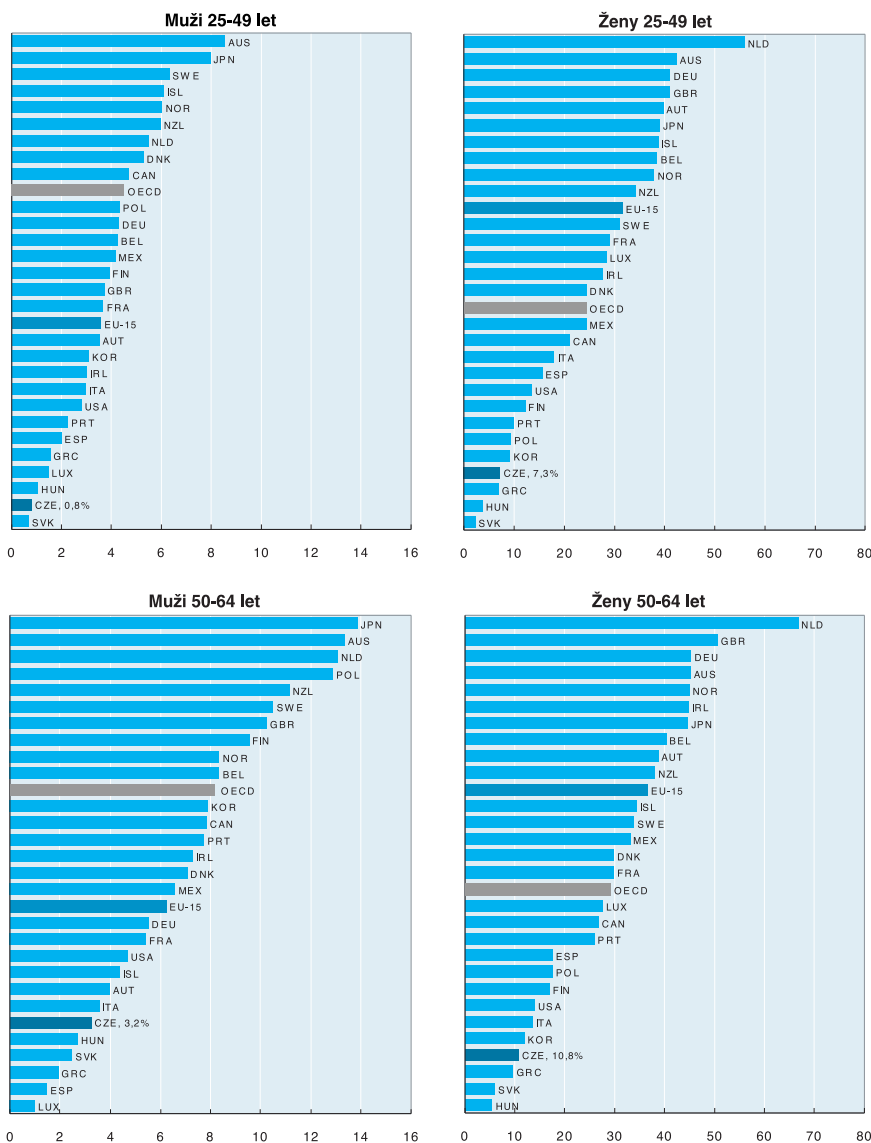 Muži 25-49 let
AUS
JPN
SWE
ISL
NOR
NZL
NLD
DNK
CAN
OECD
POL
DEU
BEL
MEX
FIN
GBR
FRA
EU-15
AUT
KOR
IRL
ITA
USA
PRT
ESP
GRC
LUX
HUN
CZE, 0,8%
SVK
0 2 4 6 8 10 12 14 16
Ženy 25-49 let
NLD
AUS
DEU
GBR
AUT
JPN
ISL
BEL
NOR
NZL
EU-15
SWE
FRA
LUX
IRL
DNK
OECD
MEX
CAN
ITA
ESP
USA
FIN
PRT
POL
KOR
CZE, 7,3%
GRC
HUN
SVK
0 10 20 30 40 50 60 70 80
Muži 50-64 let
JPN
AUS
NLD
POL
NZL
SWE
GBR
FIN
NOR
BEL
OECD
KOR
CAN
PRT
IRL
DNK
MEX
EU-15
DEU
FRA
USA
ISL
AUT
ITA
CZE, 3,2%
HUN
SVK
GRC
ESP
LUX
0 2 4 6 8 10 12 14 16
Ženy 50-64 let
NLD
GBR
DEU
AUS
NOR
IRL
JPN
BEL
AUT
NZL
EU-15
ISL
SWE
MEX
DNK
FRA
OECD
LUX
CAN
PRT
ESP
POL
FIN
USA
ITA
KOR
CZE, 10,8%
GRC
SVK
HUN
0 10 20 30 40 50 60 70 80